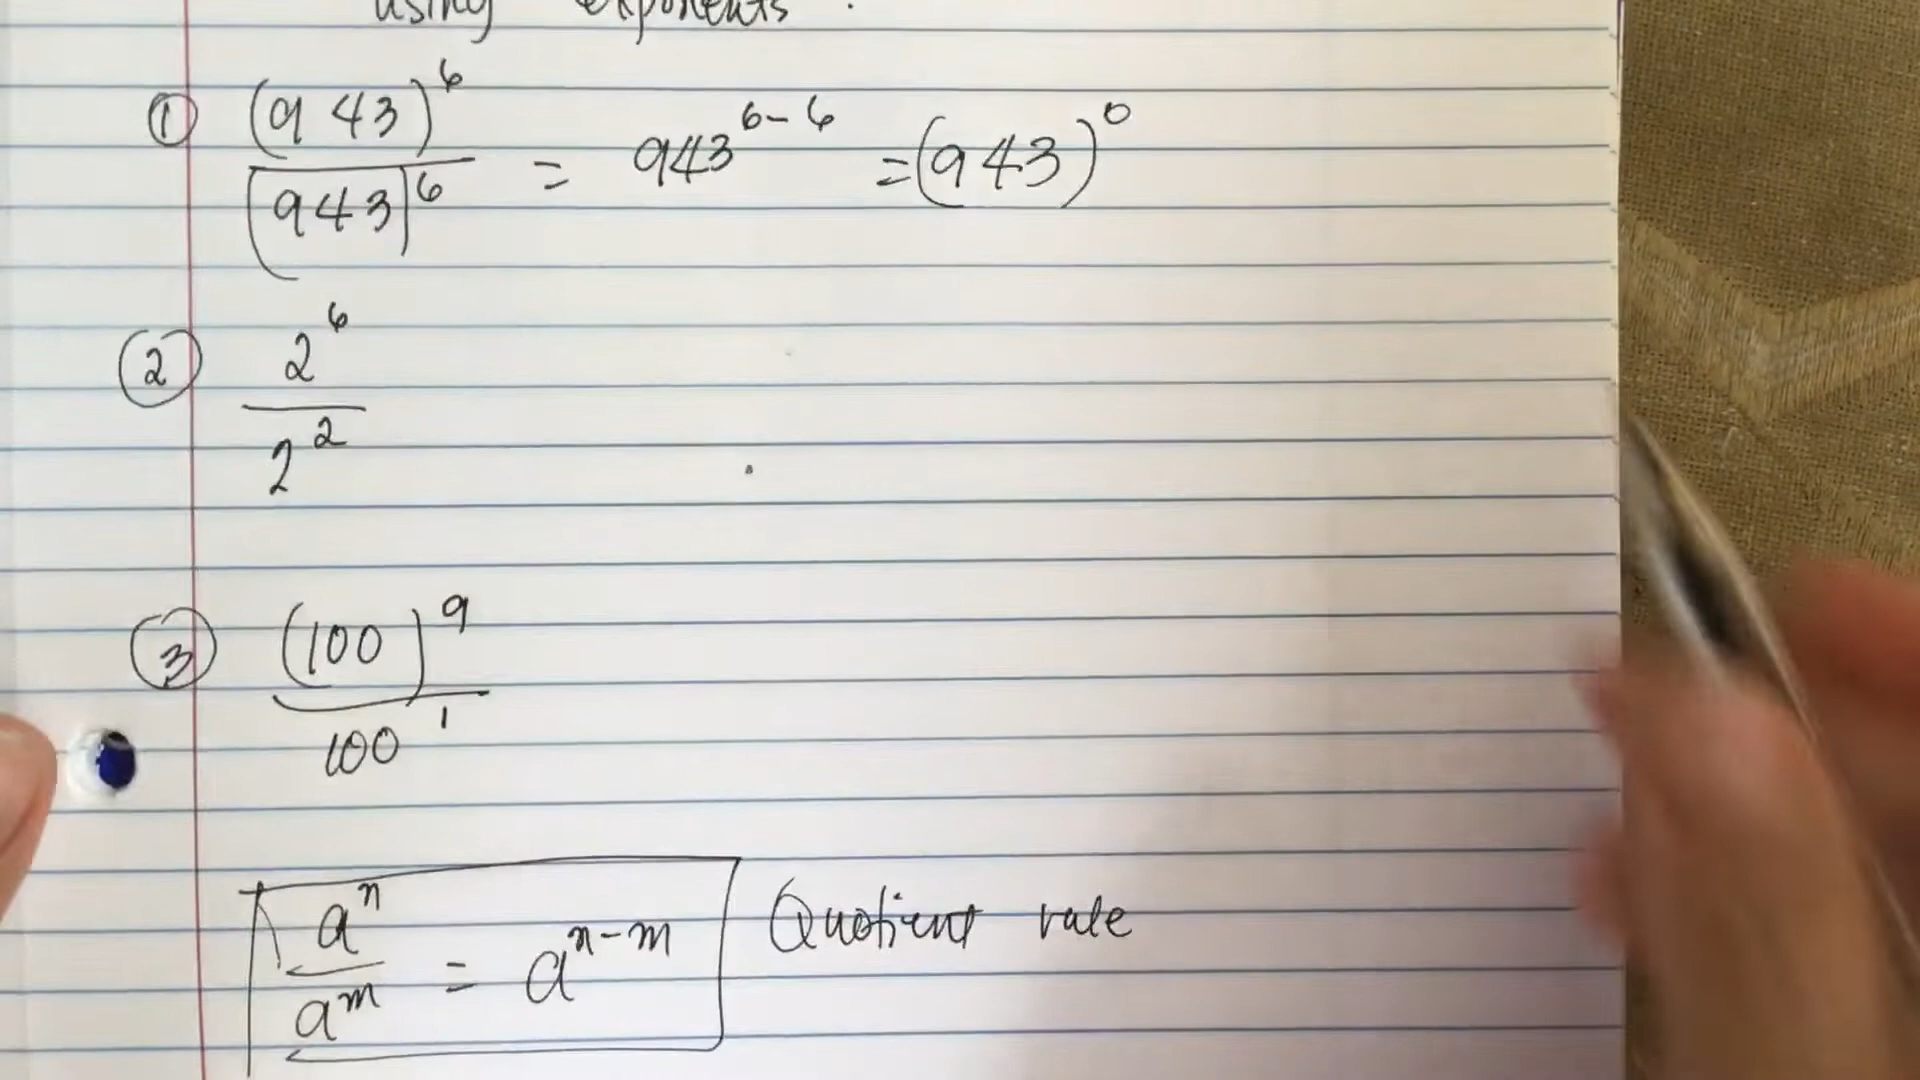 using exponents :
① (943)^6 / (943)^6 = 943^(6-6) = (943)^0
② 2^6 / 2^2
③ (100)^9 / 100^1
a^n / a^m = a^(n-m) Quotient rule